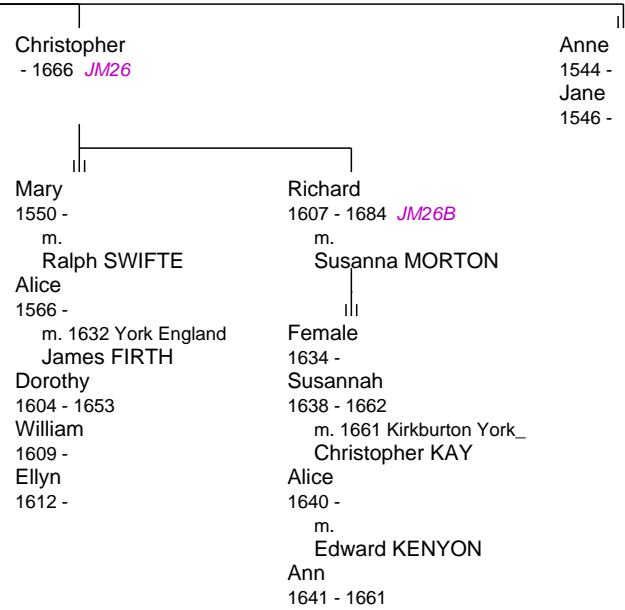 Christopher
- 1666 JM26
Anne
1544 -
Jane
1546 -
Mary
1550 -
m.
Ralph SWIFTE
Alice
1566 -
m. 1632 York England
James FIRTH
Dorothy
1604 - 1653
William
1609 -
Ellyn
1612 -
Richard
1607 - 1684 JM26B
m.
Susanna MORTON
Female
1634 -
Susannah
1638 - 1662
m. 1661 Kirkburton York_
Christopher KAY
Alice
1640 -
m.
Edward KENYON
Ann
1641 - 1661